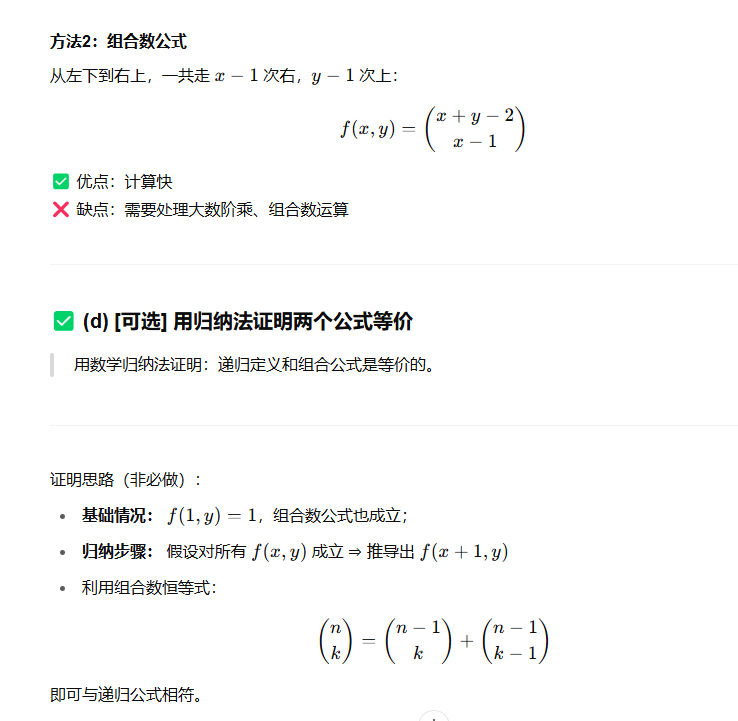 方法2：组合数公式
从左下到右上，一共走 x − 1 次右，y − 1 次上：
f(x, y) = \binom{x + y − 2}{x − 1}
✅ 优点：计算快
❌ 缺点：需要处理大数阶乘、组合数运算
✅ (d) [可选] 用归纳法证明两个公式等价
用数学归纳法证明：递归定义和组合公式是等价的。
证明思路（非必做）：
• 基础情况： f(1, y) = 1，组合数公式也成立；
• 归纳步骤： 假设对所有 f(x, y) 成立 ⇒ 推导出 f(x + 1, y)
• 利用组合数恒等式：
\binom{n}{k} = \binom{n − 1}{k} + \binom{n − 1}{k − 1}
即可与递归公式相符。